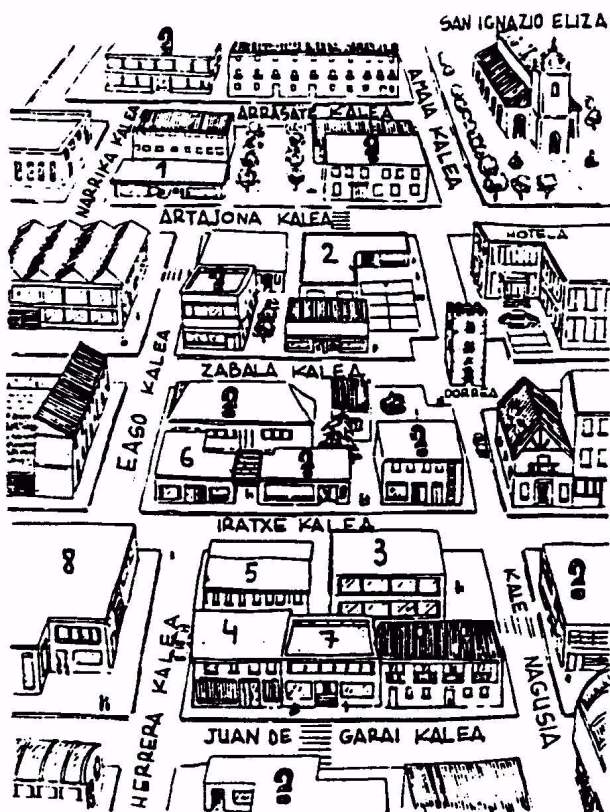 SAN IGNAZIO ELIZA
?
ARRASATE KALEA
AMAIA KALEA
NARRIKA KALEA
1
?
ARTAJONA KALEA
HOTELA
?
2
ZABALA KALEA
DORREA
EASO KALEA
?
6
?
?
IRATXE KALEA
8
5
3
?
4
7
HERRERA KALEA
KALE NAGUSIA
JUAN DE GARAI KALEA
?